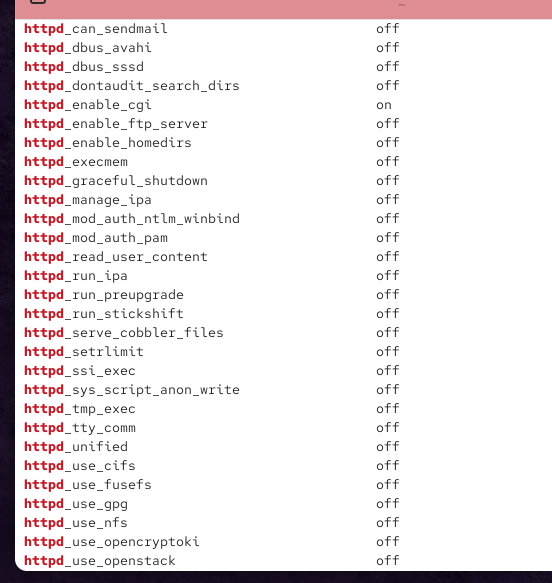 ~
httpd_can_sendmail off
httpd_dbus_avahi off
httpd_dbus_sssd off
httpd_dontaudit_search_dirs off
httpd_enable_cgi on
httpd_enable_ftp_server off
httpd_enable_homedirs off
httpd_execmem off
httpd_graceful_shutdown off
httpd_manage_ipa off
httpd_mod_auth_ntlm_winbind off
httpd_mod_auth_pam off
httpd_read_user_content off
httpd_run_ipa off
httpd_run_preupgrade off
httpd_run_stickshift off
httpd_serve_cobbler_files off
httpd_setrlimit off
httpd_ssi_exec off
httpd_sys_script_anon_write off
httpd_tmp_exec off
httpd_tty_comm off
httpd_unified off
httpd_use_cifs off
httpd_use_fusefs off
httpd_use_gpg off
httpd_use_nfs off
httpd_use_opencryptoki off
httpd_use_openstack off